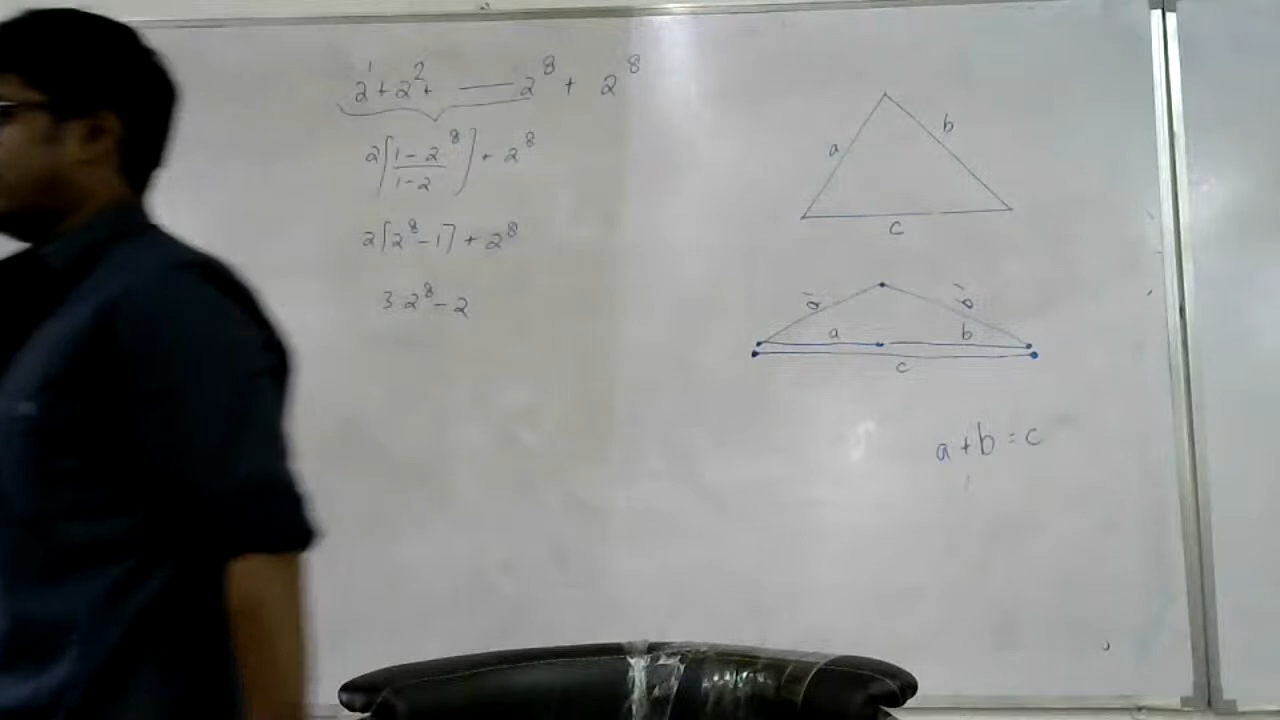 2¹ + 2² + —— 2⁸ + 2⁸
2[(1 - 2⁸)/(1 - 2)] + 2⁸
2[2⁸ - 1] + 2⁸
3·2⁸ - 2
a b
c
a' b'
a b
c
a + b = c